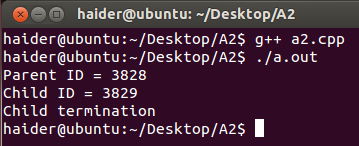 haider@ubuntu: ~/Desktop/A2
haider@ubuntu:~/Desktop/A2$ g++ a2.cpp
haider@ubuntu:~/Desktop/A2$ ./a.out
Parent ID = 3828
Child ID = 3829
Child termination
haider@ubuntu:~/Desktop/A2$